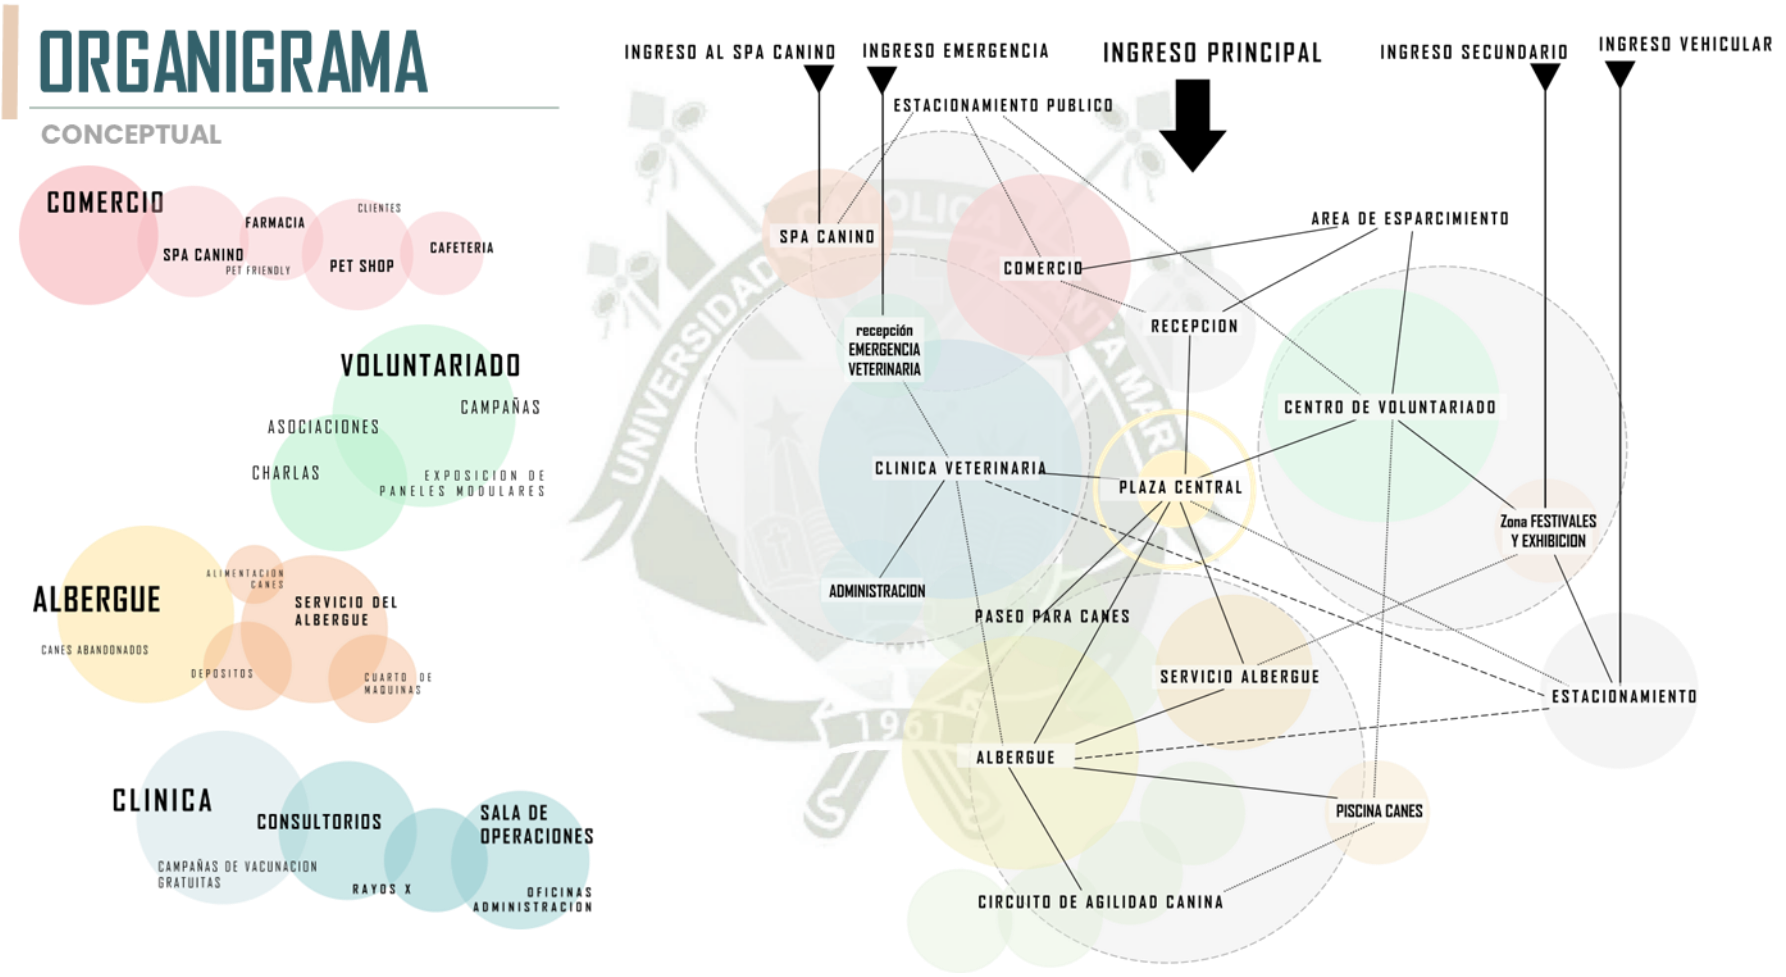 ORGANIGRAMA
CONCEPTUAL
COMERCIO
SPA CANINO
FARMACIA
PET FRIENDLY
CLIENTES
PET SHOP
CAFETERIA
VOLUNTARIADO
CAMPAÑAS
ASOCIACIONES
CHARLAS
EXPOSICION DE
PANELES MODULARES
ALBERGUE
CANES ABANDONADOS
ALIMENTACION
CANES
SERVICIO DEL
ALBERGUE
DEPOSITOS
CUARTO DE
MAQUINAS
CLINICA
CONSULTORIOS
CAMPAÑAS DE VACUNACION
GRATUITAS
RAYOS X
SALA DE
OPERACIONES
OFICINAS
ADMINISTRACION
INGRESO AL SPA CANINO
INGRESO EMERGENCIA
INGRESO PRINCIPAL
INGRESO SECUNDARIO
INGRESO VEHICULAR
ESTACIONAMIENTO PUBLICO
SPA CANINO
COMERCIO
AREA DE ESPARCIMIENTO
RECEPCION
recepción
EMERGENCIA
VETERINARIA
CENTRO DE VOLUNTARIADO
CLINICA VETERINARIA
PLAZA CENTRAL
Zona FESTIVALES
Y EXHIBICION
ADMINISTRACION
PASEO PARA CANES
SERVICIO ALBERGUE
ESTACIONAMIENTO
ALBERGUE
PISCINA CANES
CIRCUITO DE AGILIDAD CANINA
UNIVERSIDAD
1961